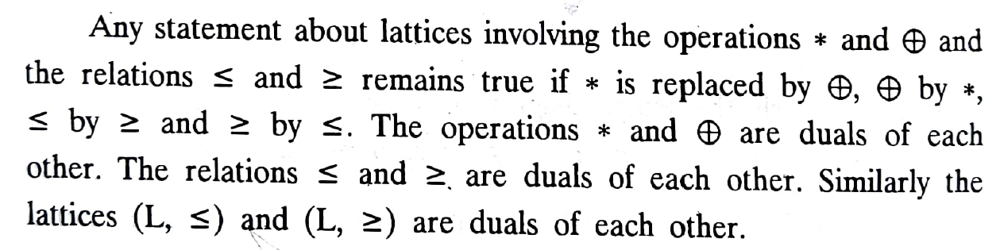 Any statement about lattices involving the operations * and ⊕ and
the relations ≤ and ≥ remains true if * is replaced by ⊕, ⊕ by *,
≤ by ≥ and ≥ by ≤. The operations * and ⊕ are duals of each
other. The relations ≤ and ≥ are duals of each other. Similarly the
lattices (L, ≤) and (L, ≥) are duals of each other.